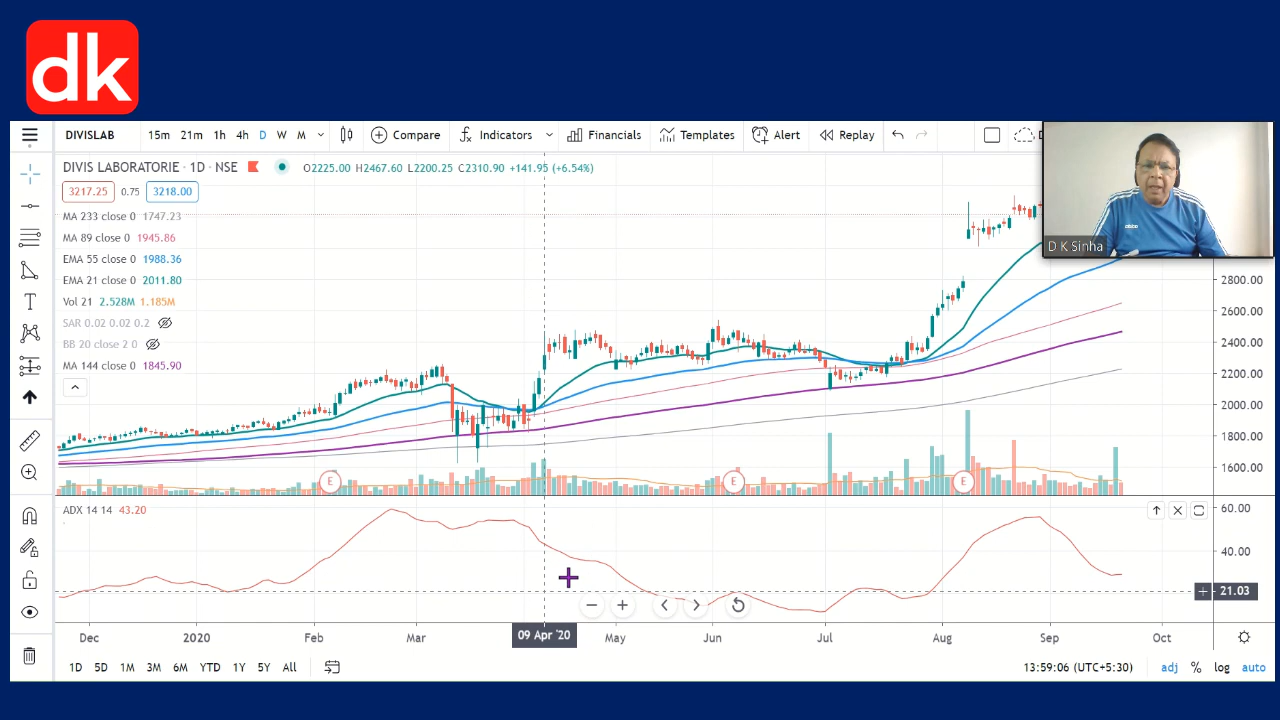 dk
DIVISLAB 15m 21m 1h 4h D W M Compare Indicators Financials Templates Alert Replay
DIVIS LABORATORIE · 1D · NSE O2225.00 H2467.60 L2200.25 C2310.90 +141.95 (+6.54%)
3217.25 0.75 3218.00
MA 233 close 0 1747.23
MA 89 close 0 1945.86
EMA 55 close 0 1988.36
EMA 21 close 0 2011.80
Vol 21 2.528M 1.185M
SAR 0.02 0.02 0.2
BB 20 close 2 0
MA 144 close 0 1845.90
D K Sinha
2800.00
2600.00
2400.00
2200.00
2000.00
1800.00
1600.00
E E E
ADX 14 14 43.20
60.00
40.00
21.03
Dec 2020 Feb Mar 09 Apr '20 May Jun Jul Aug Sep Oct
1D 5D 1M 3M 6M YTD 1Y 5Y All 13:59:06 (UTC+5:30) adj % log auto